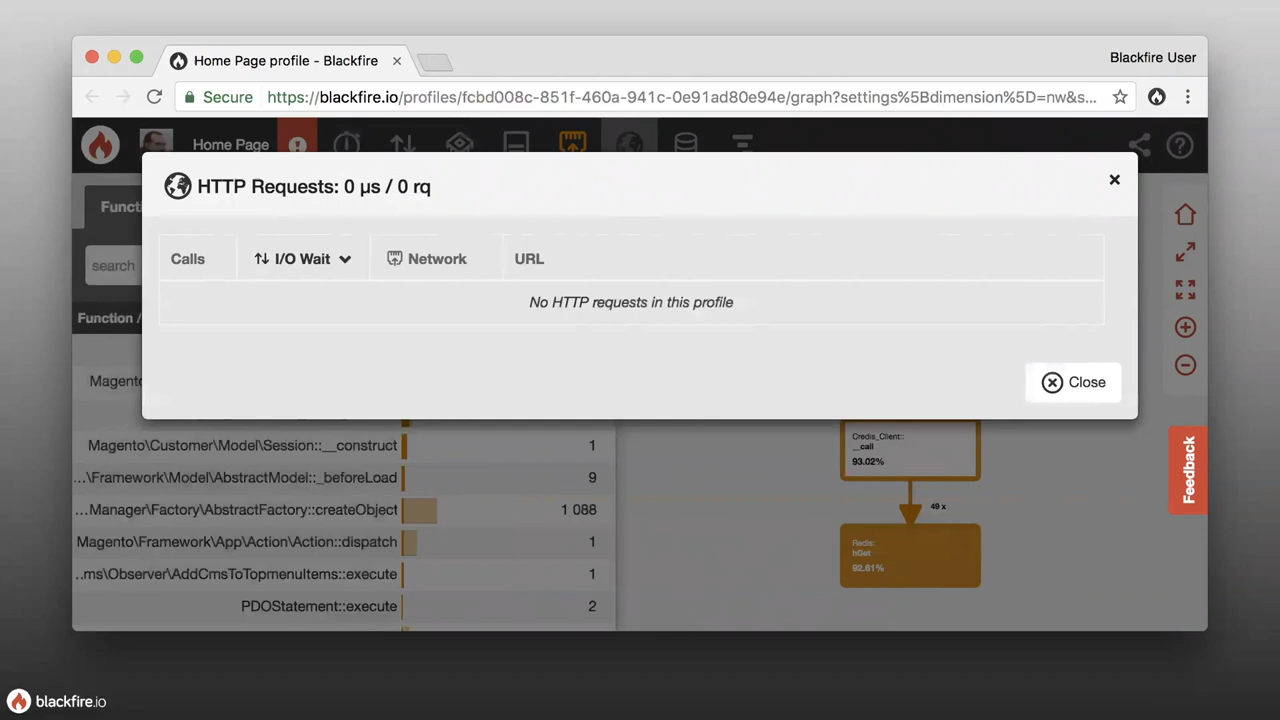 Home Page profile - Blackfire
Blackfire User
Secure https://blackfire.io/profiles/fcbd008c-851f-460a-941c-0e91ad80e94e/graph?settings%5Bdimension%5D=nw&s...
Home Page
HTTP Requests: 0 µs / 0 rq
Functi
search
Function /
Calls I/O Wait Network URL
No HTTP requests in this profile
Close
Magento
Magento\Customer\Model\Session::__construct 1
...\Framework\Model\AbstractModel::_beforeLoad 9
...Manager\Factory\AbstractFactory::createObject 1 088
Magento\Framework\App\Action\Action::dispatch 1
...ms\Observer\AddCmsToTopmenuItems::execute 1
PDOStatement::execute 2
Credis_Client::
__call
93.02%
49 x
Redis:
hGet
92.61%
Feedback
blackfire.io